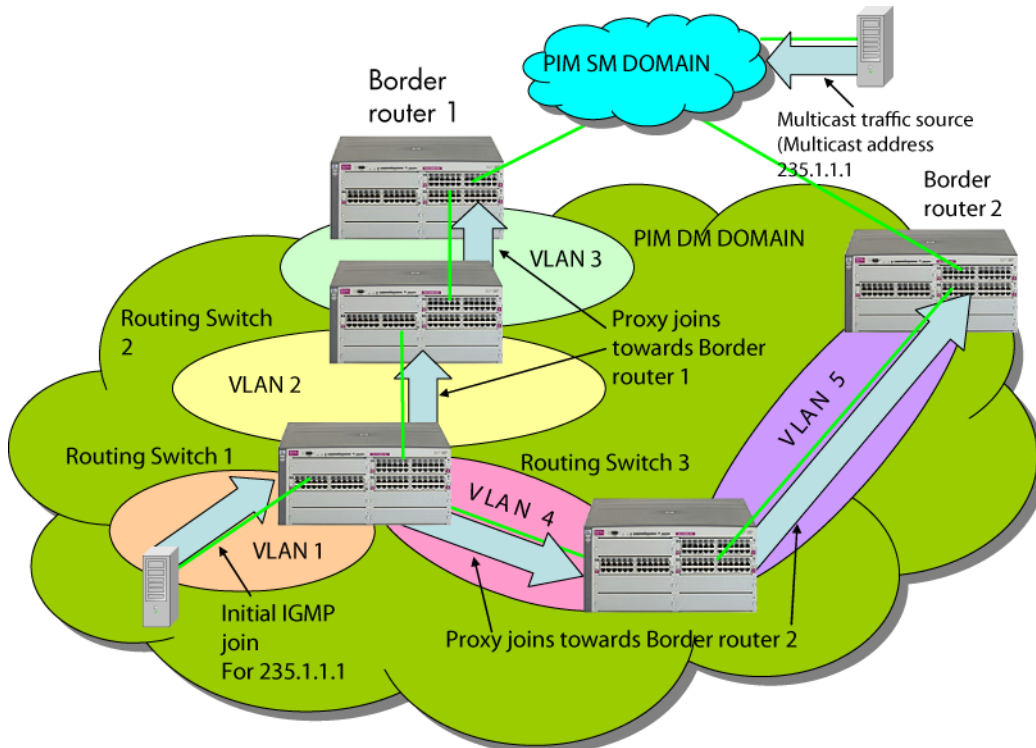 PIM SM DOMAIN
Border
router 1
Multicast traffic source
(Multicast address
235.1.1.1
Border
router 2
PIM DM DOMAIN
VLAN 3
Routing Switch
2
Proxy joins
towards Border
router 1
VLAN 2
VLAN 5
Routing Switch 1
Routing Switch 3
VLAN 4
VLAN 1
Initial IGMP
join
For 235.1.1.1
Proxy joins towards Border router 2